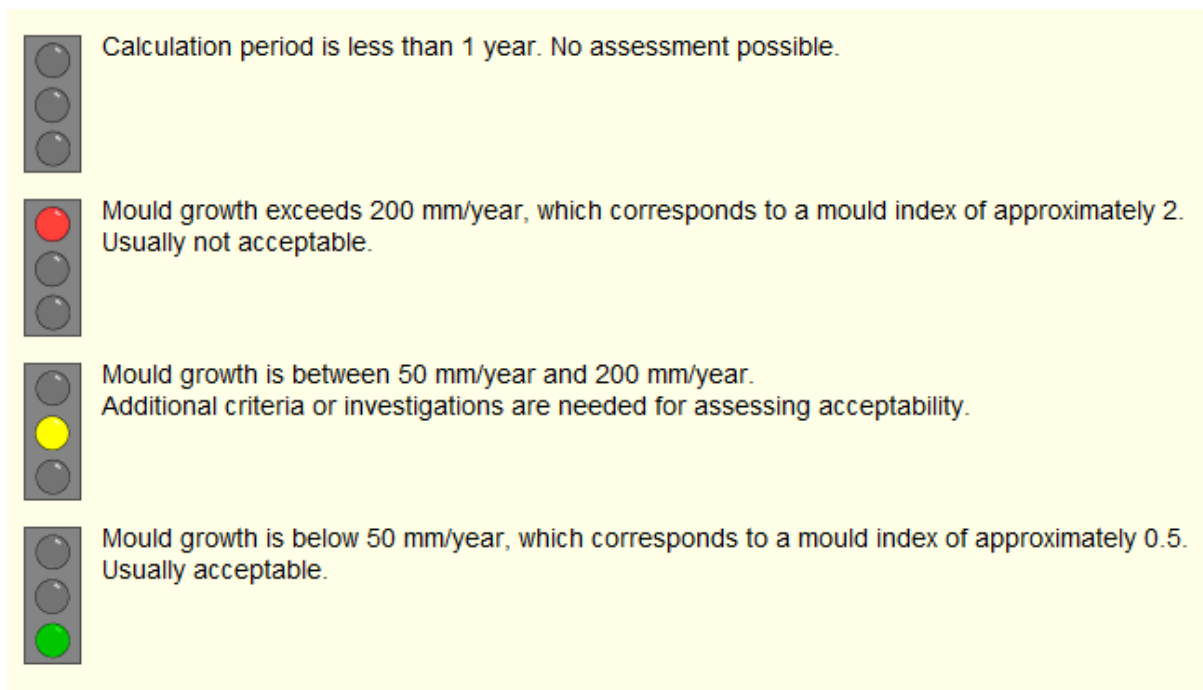 Calculation period is less than 1 year. No assessment possible.
Mould growth exceeds 200 mm/year, which corresponds to a mould index of approximately 2.
Usually not acceptable.
Mould growth is between 50 mm/year and 200 mm/year.
Additional criteria or investigations are needed for assessing acceptability.
Mould growth is below 50 mm/year, which corresponds to a mould index of approximately 0.5.
Usually acceptable.